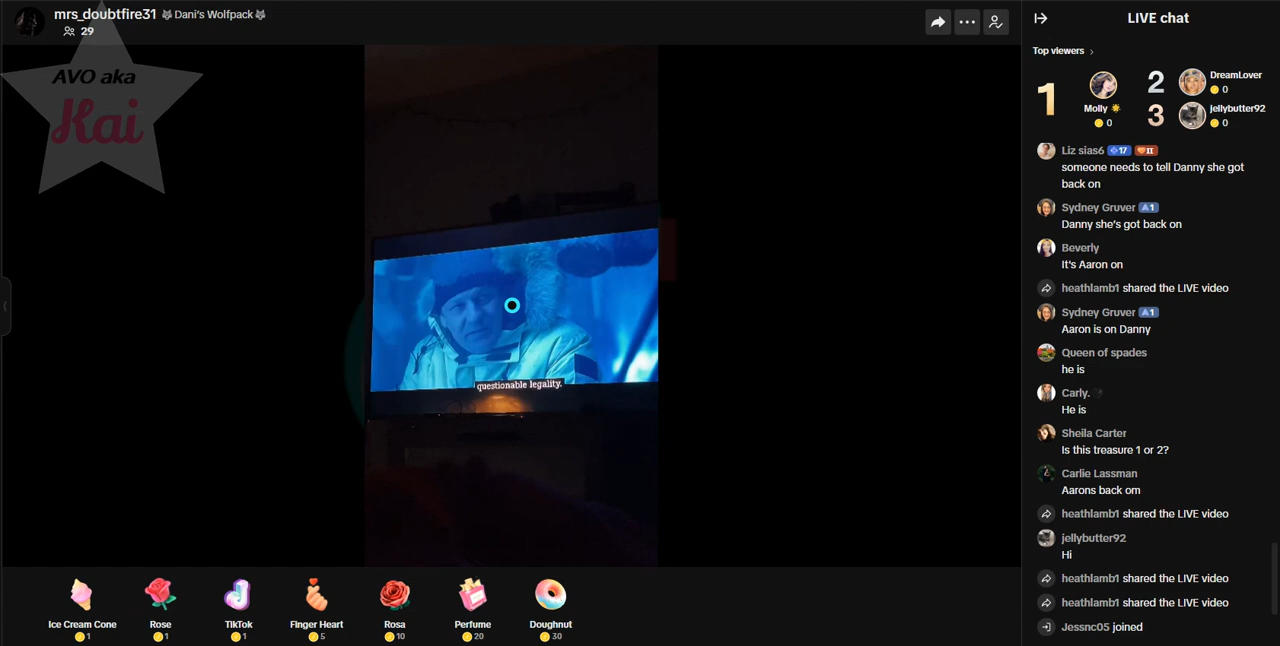 mrs_doubtfire31 🐺Dani's Wolfpack🐺
29
AVO aka
Kai
questionable legality.
Ice Cream Cone
1
Rose
1
TikTok
1
Finger Heart
5
Rosa
10
Perfume
20
Doughnut
30
LIVE chat
Top viewers >
1
Molly ☀️
0
2
DreamLover
0
3
jellybutter92
0
Liz sias6 17 II
someone needs to tell Danny she got
back on
Sydney Gruver A1
Danny she's got back on
Beverly
It's Aaron on
heathlamb1 shared the LIVE video
Sydney Gruver A1
Aaron is on Danny
Queen of spades
he is
Carly.🖤
He is
Sheila Carter
Is this treasure 1 or 2?
Carlie Lassman
Aarons back om
heathlamb1 shared the LIVE video
jellybutter92
Hi
heathlamb1 shared the LIVE video
heathlamb1 shared the LIVE video
Jessnc05 joined